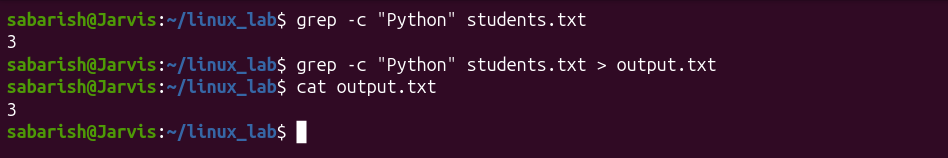 sabarish@Jarvis:~/linux_lab$ grep -c "Python" students.txt
3
sabarish@Jarvis:~/linux_lab$ grep -c "Python" students.txt > output.txt
sabarish@Jarvis:~/linux_lab$ cat output.txt
3
sabarish@Jarvis:~/linux_lab$